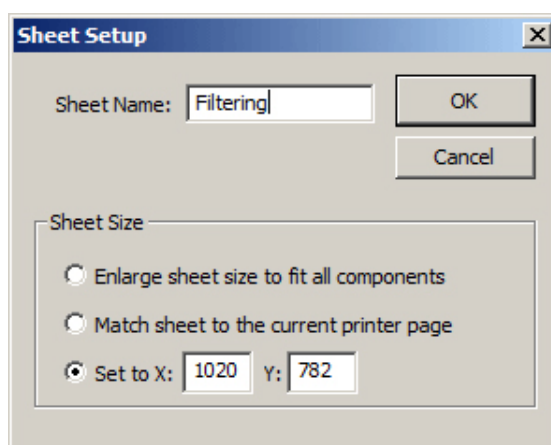 Sheet Setup
Sheet Name: Filtering
OK
Cancel
Sheet Size
Enlarge sheet size to fit all components
Match sheet to the current printer page
Set to X: 1020 Y: 782